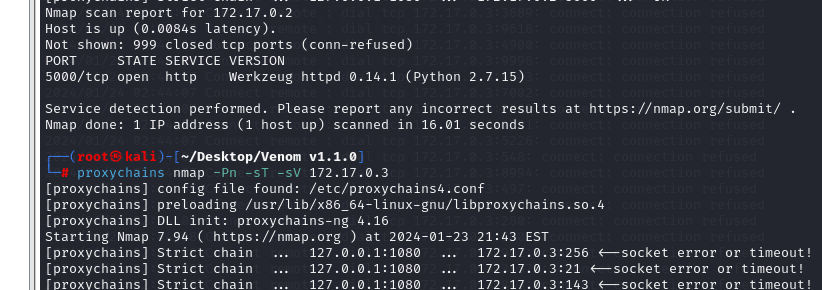 Nmap scan report for 172.17.0.2
Host is up (0.0084s latency).
Not shown: 999 closed tcp ports (conn-refused)
PORT     STATE SERVICE VERSION
5000/tcp open  http    Werkzeug httpd 0.14.1 (Python 2.7.15)
Service detection performed. Please report any incorrect results at https://nmap.org/submit/ .
Nmap done: 1 IP address (1 host up) scanned in 16.01 seconds
┌──(root㉿kali)-[~/Desktop/Venom v1.1.0]
└─# proxychains nmap -Pn -sT -sV 172.17.0.3
[proxychains] config file found: /etc/proxychains4.conf
[proxychains] preloading /usr/lib/x86_64-linux-gnu/libproxychains.so.4
[proxychains] DLL init: proxychains-ng 4.16
Starting Nmap 7.94 ( https://nmap.org ) at 2024-01-23 21:43 EST
[proxychains] Strict chain  ...  127.0.0.1:1080  ...  172.17.0.3:256 <--socket error or timeout!
[proxychains] Strict chain  ...  127.0.0.1:1080  ...  172.17.0.3:21 <--socket error or timeout!
[proxychains] Strict chain  ...  127.0.0.1:1080  ...  172.17.0.3:143 <--socket error or timeout!